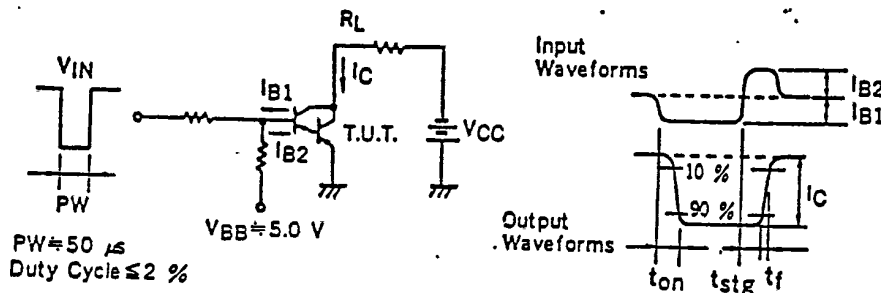 VIN
PW
PW≒50 μs
Duty Cycle≦2 %
RL
IC
IB1
IB2
T.U.T.
VCC
VBB≒5.0 V
Input
Waveforms
IB2
IB1
10 %
90 %
IC
Output
Waveforms
ton
tstg
tf